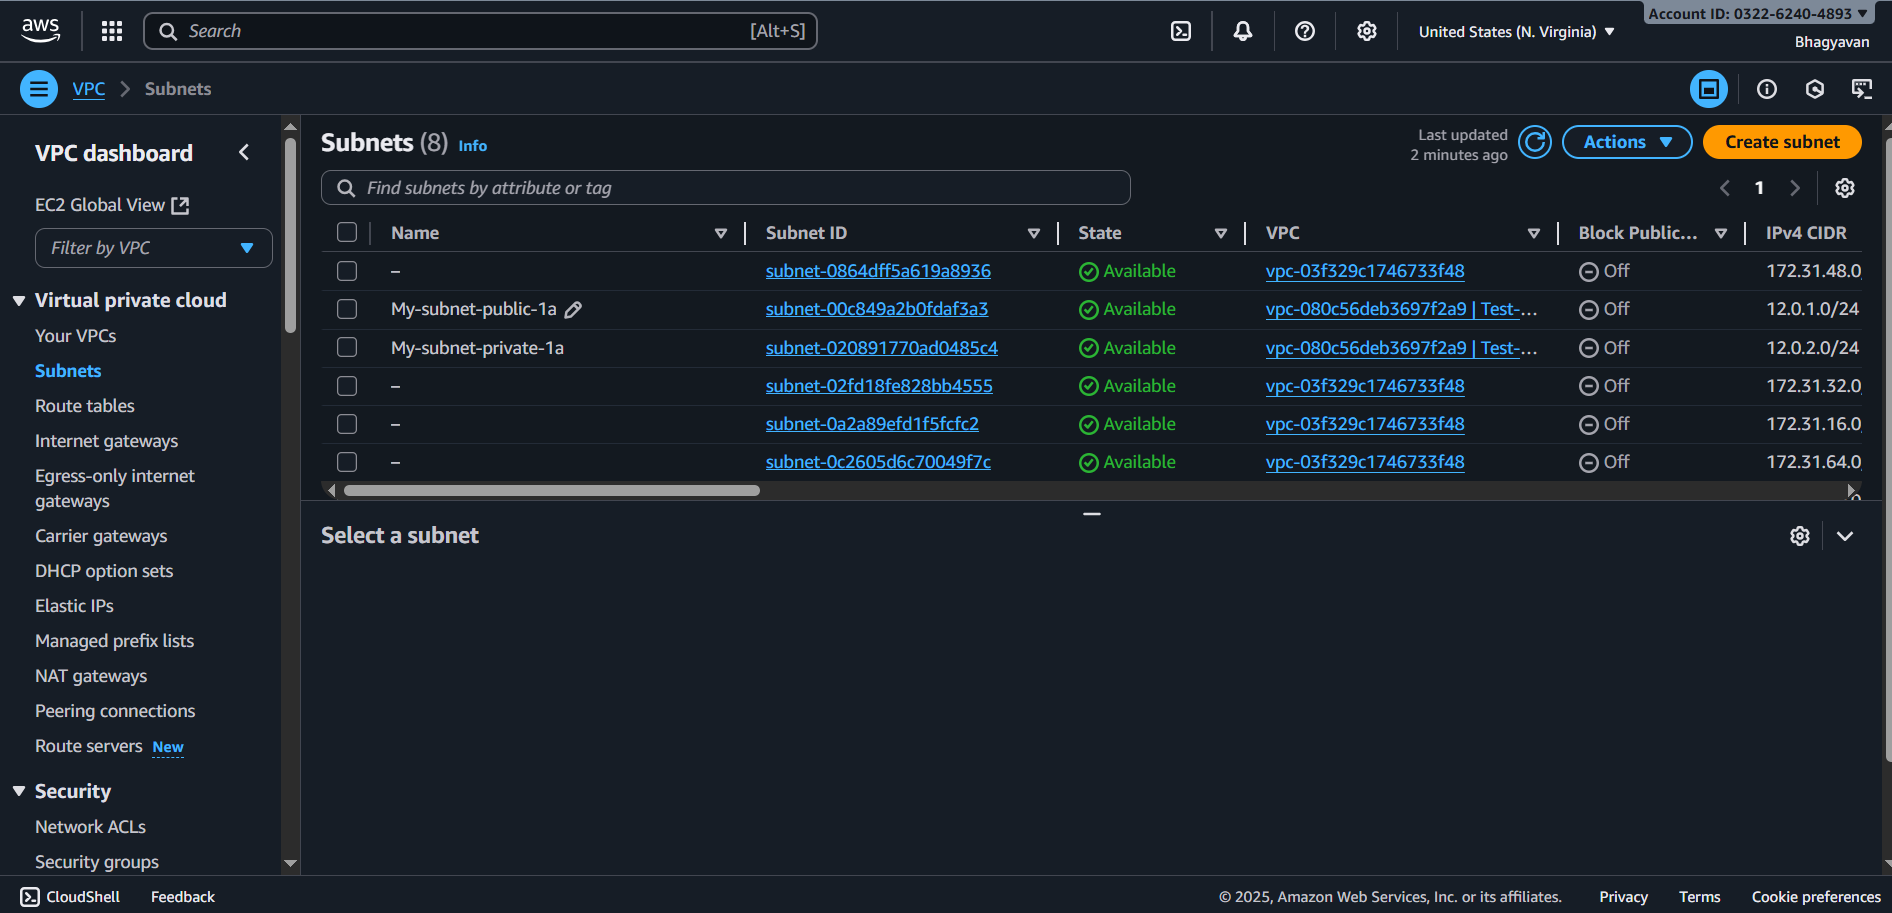 aws
Search [Alt+S]
United States (N. Virginia)
Account ID: 0322-6240-4893
Bhagyavan
VPC
Subnets
VPC dashboard
EC2 Global View
Filter by VPC
Virtual private cloud
Your VPCs
Subnets
Route tables
Internet gateways
Egress-only internet
gateways
Carrier gateways
DHCP option sets
Elastic IPs
Managed prefix lists
NAT gateways
Peering connections
Route servers New
Security
Network ACLs
Security groups
Subnets (8) Info
Last updated
2 minutes ago
Actions
Create subnet
Find subnets by attribute or tag
1
Name Subnet ID State VPC Block Public... IPv4 CIDR
– subnet-0864dff5a619a8936 Available vpc-03f329c1746733f48 Off 172.31.48.0
My-subnet-public-1a subnet-00c849a2b0fdaf3a3 Available vpc-080c56deb3697f2a9 | Test-... Off 12.0.1.0/24
My-subnet-private-1a subnet-020891770ad0485c4 Available vpc-080c56deb3697f2a9 | Test-... Off 12.0.2.0/24
– subnet-02fd18fe828bb4555 Available vpc-03f329c1746733f48 Off 172.31.32.0
– subnet-0a2a89efd1f5fcfc2 Available vpc-03f329c1746733f48 Off 172.31.16.0
– subnet-0c2605d6c70049f7c Available vpc-03f329c1746733f48 Off 172.31.64.0
Select a subnet
CloudShell
Feedback
© 2025, Amazon Web Services, Inc. or its affiliates.
Privacy
Terms
Cookie preferences